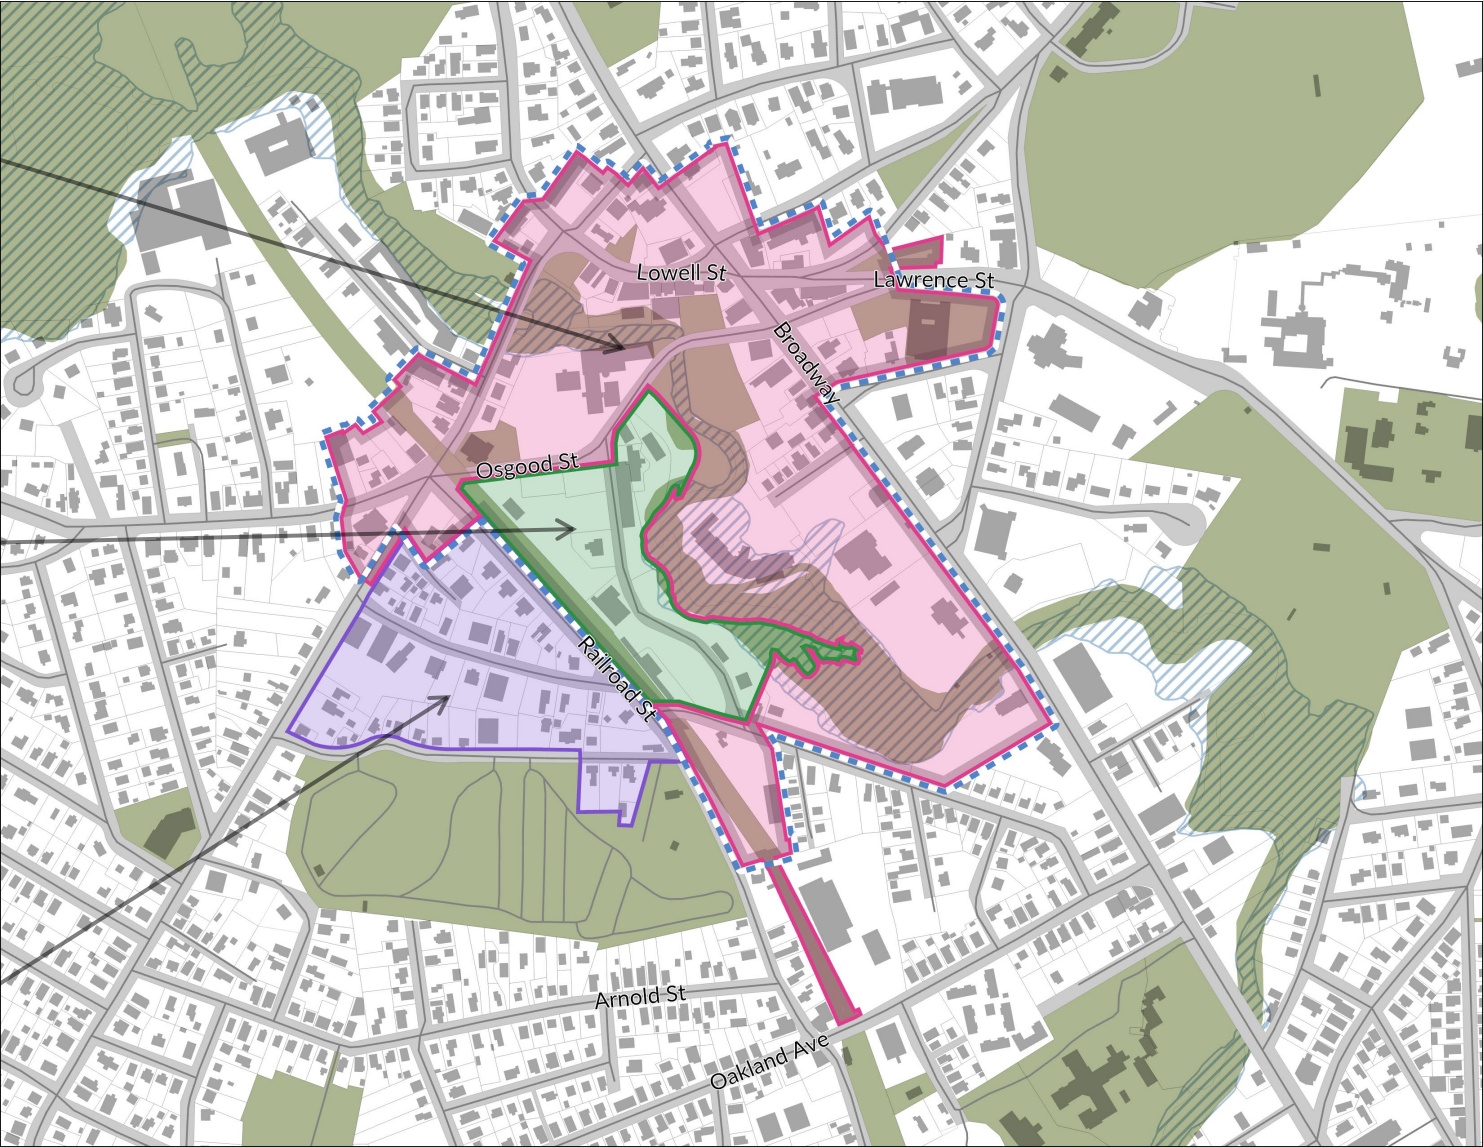 Lowell St
Lawrence St
Broadway
Osgood St
Railroad St
Arnold St
Oakland Ave